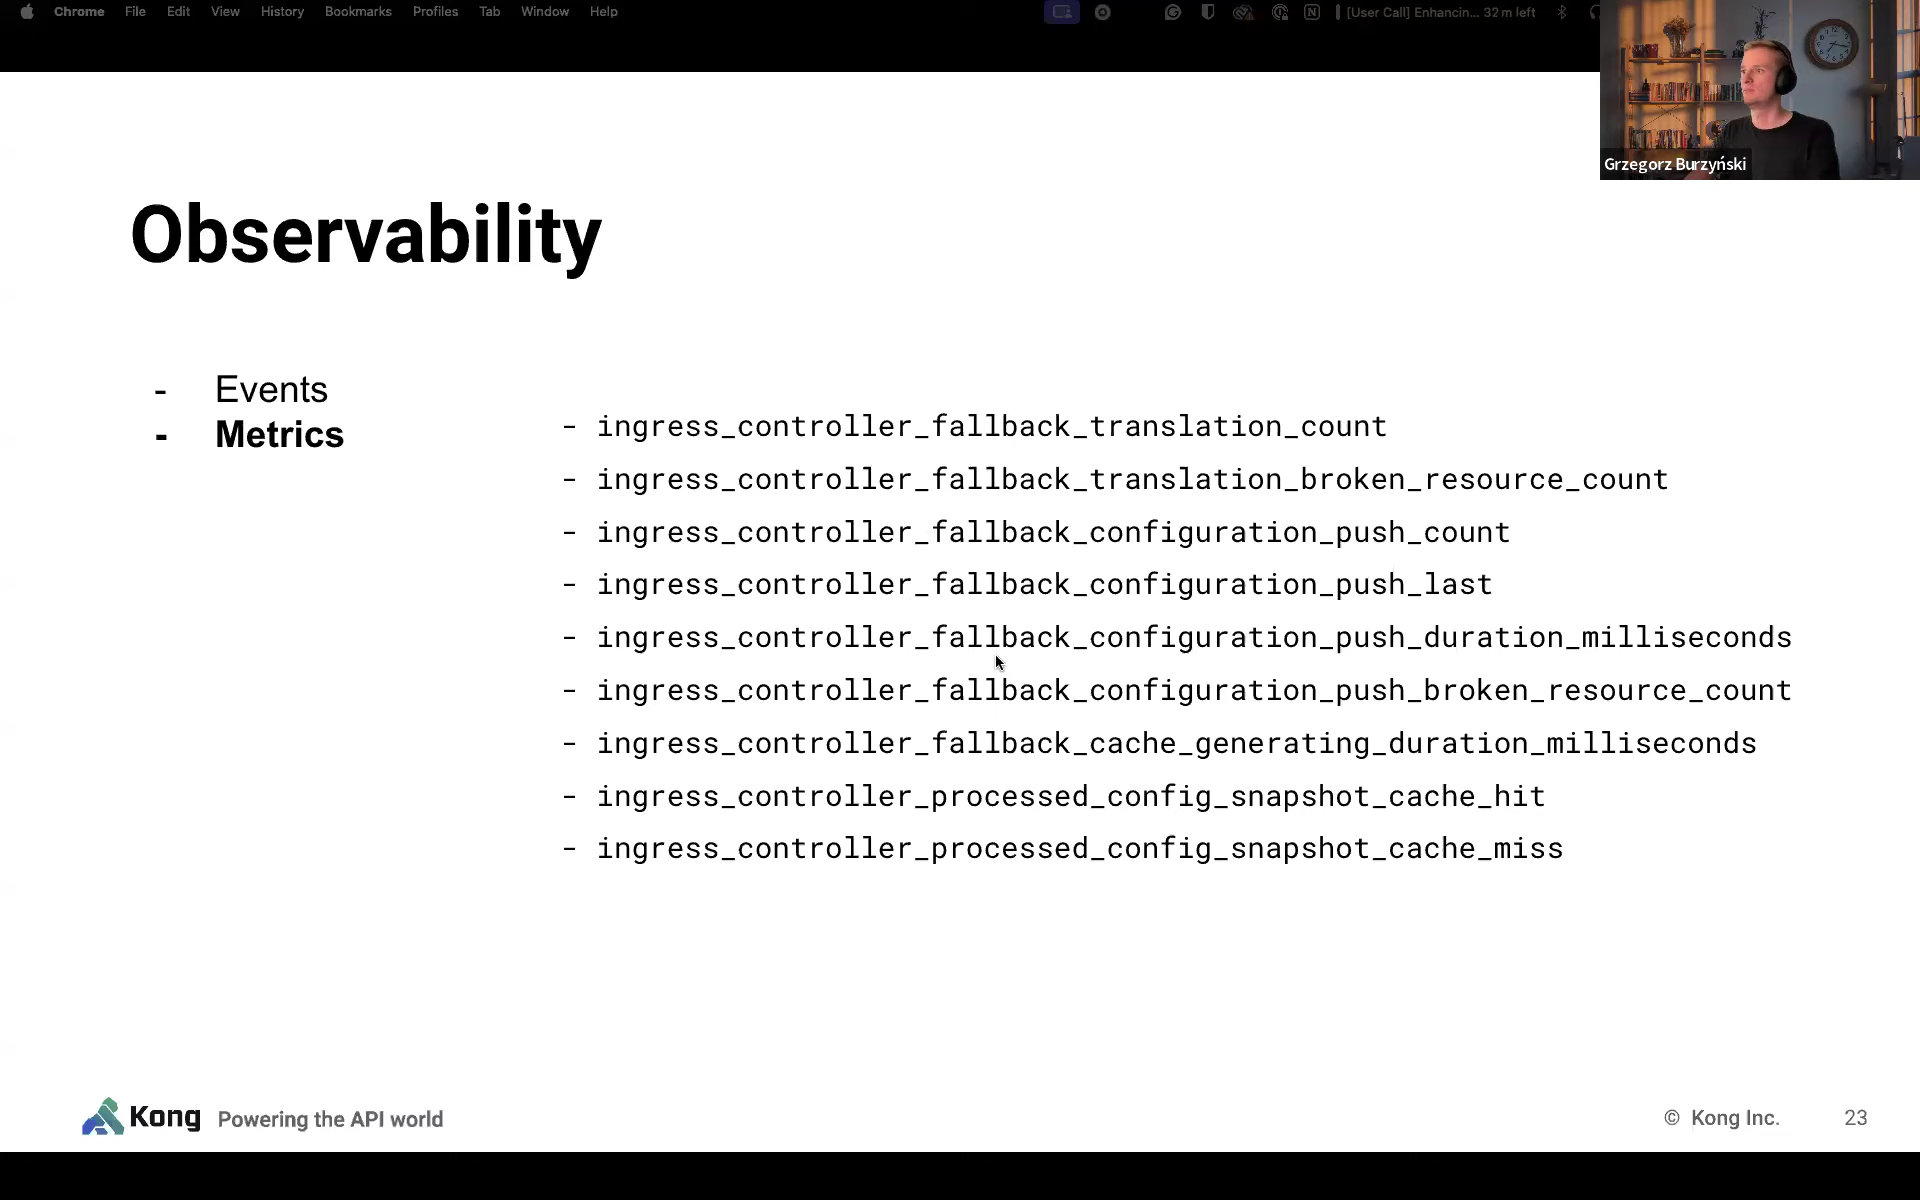 Chrome File Edit View History Bookmarks Profiles Tab Window Help
[User Call] Enhancin... 32 m left
Grzegorz Burzyński
Observability
- Events
- Metrics
- ingress_controller_fallback_translation_count
- ingress_controller_fallback_translation_broken_resource_count
- ingress_controller_fallback_configuration_push_count
- ingress_controller_fallback_configuration_push_last
- ingress_controller_fallback_configuration_push_duration_milliseconds
- ingress_controller_fallback_configuration_push_broken_resource_count
- ingress_controller_fallback_cache_generating_duration_milliseconds
- ingress_controller_processed_config_snapshot_cache_hit
- ingress_controller_processed_config_snapshot_cache_miss
Kong Powering the API world
© Kong Inc. 23